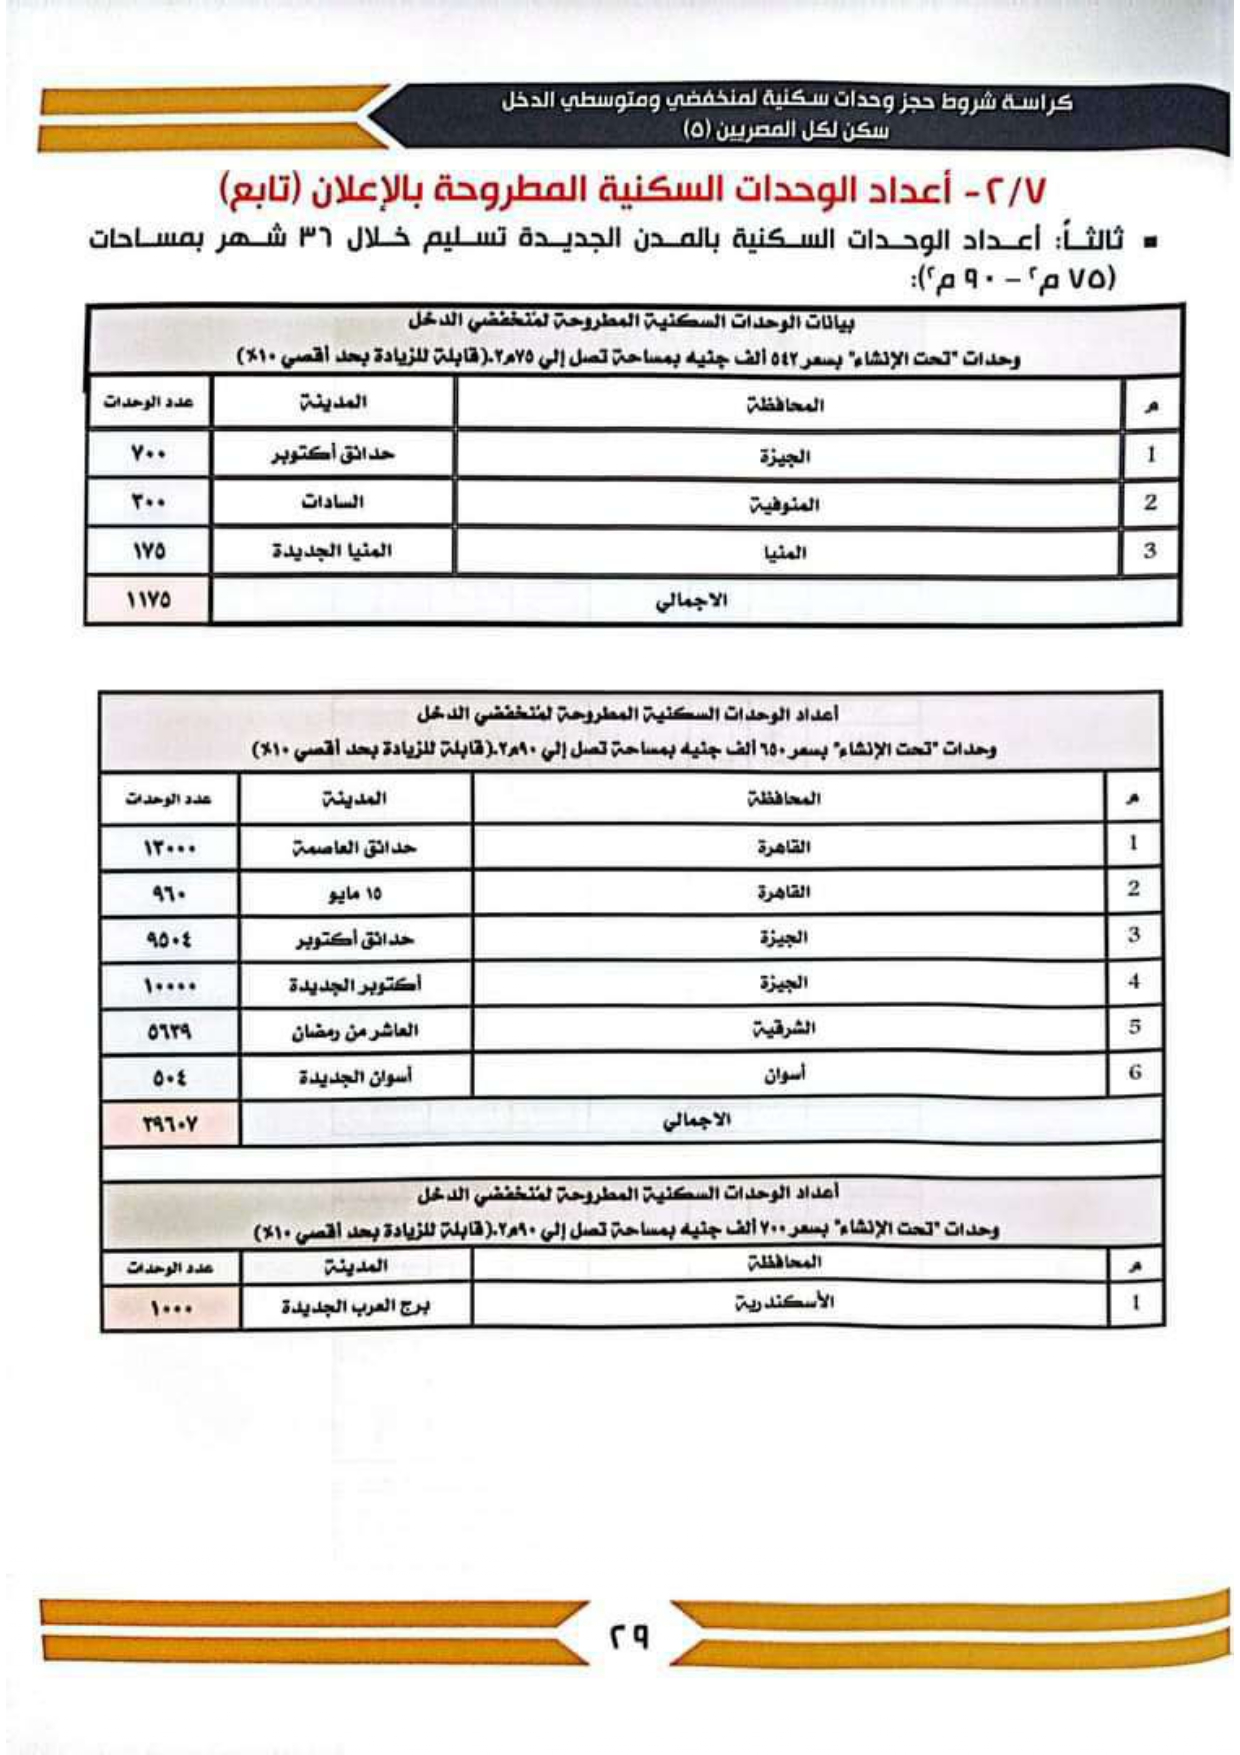 كراسة شروط حجز وحدات سكنية لمنخفضي ومتوسطي الدخل
سكن لكل المصريين (٥)
٢/٧ - أعداد الوحدات السكنية المطروحة بالإعلان (تابع)
▪ ثالثاً: أعداد الوحدات السكنية بالمدن الجديدة تسليم خلال ٣٦ شهر بمساحات
(٧٥ م٢ – ٩٠ م٢):
بيانات الوحدات السكنية المطروحة لمُنخفضي الدخل
وحدات "تحت الإنشاء" بسعر ٥٤٢ ألف جنيه بمساحة تصل إلى ٧٥م٢.(قابلة للزيادة بحد أقصى ١٠٪)
م المحافظة المدينة عدد الوحدات
1 الجيزة حدائق أكتوبر ٧٠٠
2 المنوفية السادات ٣٠٠
3 المنيا المنيا الجديدة ١٧٥
الاجمالي ١١٧٥
أعداد الوحدات السكنية المطروحة لمُنخفضي الدخل
وحدات "تحت الإنشاء" بسعر ٦٥٠ ألف جنيه بمساحة تصل إلى ٩٠م٢.(قابلة للزيادة بحد أقصى ١٠٪)
م المحافظة المدينة عدد الوحدات
1 القاهرة حدائق العاصمة ١٣٠٠٠
2 القاهرة ١٥ مايو ٩٦٠
3 الجيزة حدائق أكتوبر ٩٥٠٤
4 الجيزة أكتوبر الجديدة ١٠٠٠٠
5 الشرقية العاشر من رمضان ٥٦٣٩
6 أسوان أسوان الجديدة ٥٠٤
الاجمالي ٣٩٦٠٧
أعداد الوحدات السكنية المطروحة لمُنخفضي الدخل
وحدات "تحت الإنشاء" بسعر ٧٠٠ ألف جنيه بمساحة تصل إلى ٩٠م٢.(قابلة للزيادة بحد أقصى ١٠٪)
م المحافظة المدينة عدد الوحدات
1 الأسكندرية برج العرب الجديدة ١٠٠٠
٢٩